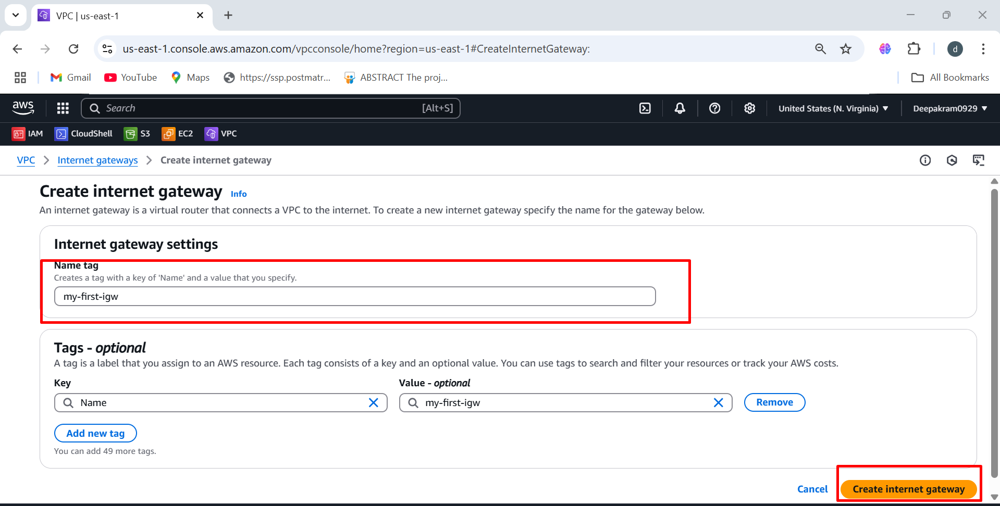 VPC | us-east-1
us-east-1.console.aws.amazon.com/vpcconsole/home?region=us-east-1#CreateInternetGateway:
d
Gmail YouTube Maps https://ssp.postmatr... ABSTRACT The proj... All Bookmarks
aws Search [Alt+S] United States (N. Virginia) Deepakram0929
IAM CloudShell S3 EC2 VPC
VPC Internet gateways Create internet gateway
Create internet gateway Info
An internet gateway is a virtual router that connects a VPC to the internet. To create a new internet gateway specify the name for the gateway below.
Internet gateway settings
Name tag
Creates a tag with a key of 'Name' and a value that you specify.
my-first-igw
Tags - optional
A tag is a label that you assign to an AWS resource. Each tag consists of a key and an optional value. You can use tags to search and filter your resources or track your AWS costs.
Key Value - optional
Name my-first-igw Remove
Add new tag
You can add 49 more tags.
Cancel Create internet gateway